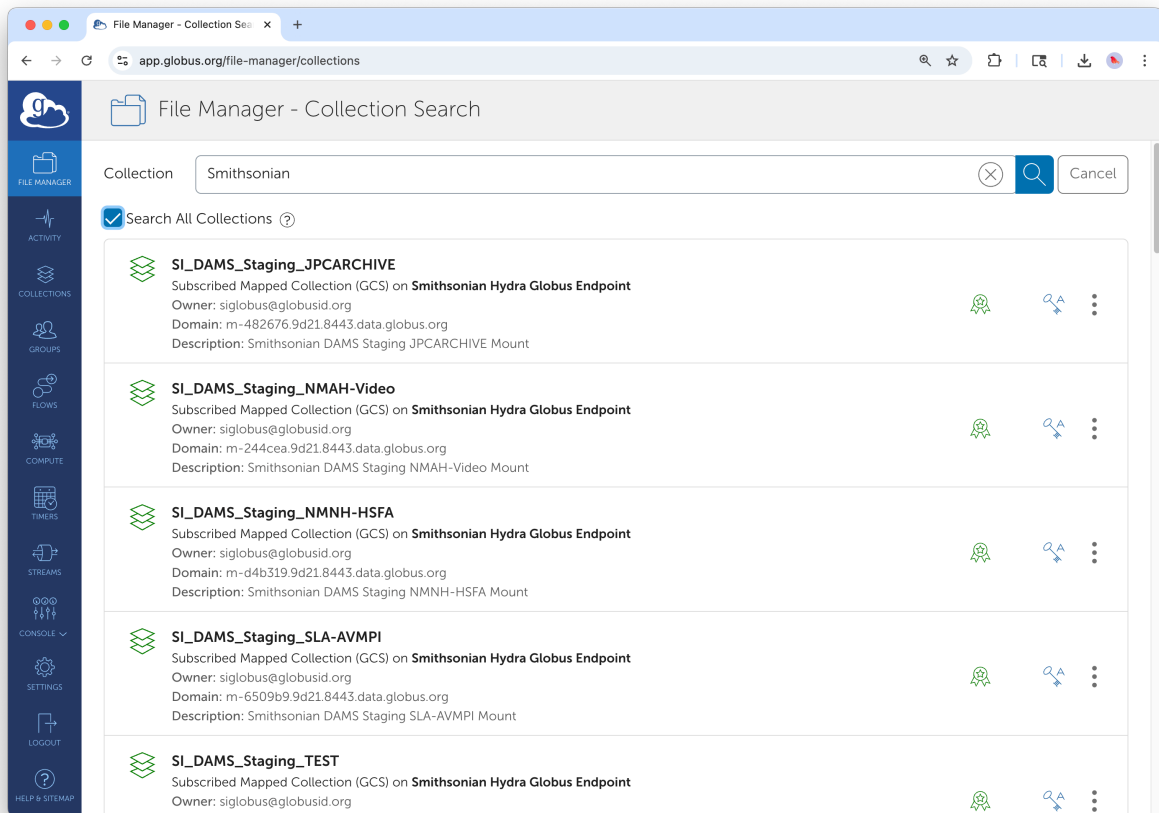 File Manager - Collection Sea
app.globus.org/file-manager/collections
g
File Manager - Collection Search
FILE MANAGER
ACTIVITY
COLLECTIONS
GROUPS
FLOWS
COMPUTE
TIMERS
STREAMS
CONSOLE
SETTINGS
LOGOUT
HELP & SITEMAP
Collection
Smithsonian
Cancel
Search All Collections ?
SI_DAMS_Staging_JPCARCHIVE
Subscribed Mapped Collection (GCS) on Smithsonian Hydra Globus Endpoint
Owner: siglobus@globusid.org
Domain: m-482676.9d21.8443.data.globus.org
Description: Smithsonian DAMS Staging JPCARCHIVE Mount
A
SI_DAMS_Staging_NMAH-Video
Subscribed Mapped Collection (GCS) on Smithsonian Hydra Globus Endpoint
Owner: siglobus@globusid.org
Domain: m-244cea.9d21.8443.data.globus.org
Description: Smithsonian DAMS Staging NMAH-Video Mount
A
SI_DAMS_Staging_NMNH-HSFA
Subscribed Mapped Collection (GCS) on Smithsonian Hydra Globus Endpoint
Owner: siglobus@globusid.org
Domain: m-d4b319.9d21.8443.data.globus.org
Description: Smithsonian DAMS Staging NMNH-HSFA Mount
A
SI_DAMS_Staging_SLA-AVMPI
Subscribed Mapped Collection (GCS) on Smithsonian Hydra Globus Endpoint
Owner: siglobus@globusid.org
Domain: m-6509b9.9d21.8443.data.globus.org
Description: Smithsonian DAMS Staging SLA-AVMPI Mount
A
SI_DAMS_Staging_TEST
Subscribed Mapped Collection (GCS) on Smithsonian Hydra Globus Endpoint
Owner: siglobus@globusid.org
A